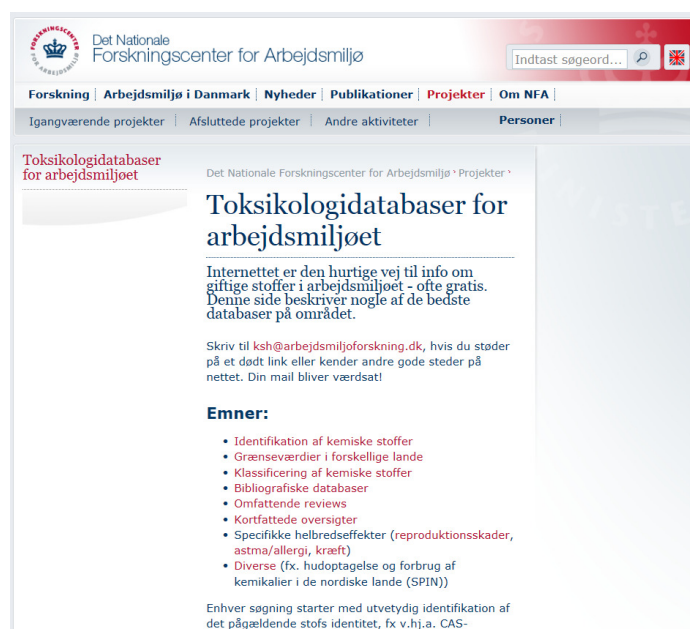 FORSKNINGSCENTER FOR ARBEJDSMILJØ
Det Nationale
Forskningscenter for Arbejdsmiljø
Indtast søgeord...
Forskning | Arbejdsmiljø i Danmark | Nyheder | Publikationer | Projekter | Om NFA |
Igangværende projekter | Afsluttede projekter | Andre aktiviteter | Personer |
Toksikologidatabaser
for arbejdsmiljøet
Det Nationale Forskningscenter for Arbejdsmiljø › Projekter ›
Toksikologidatabaser for
arbejdsmiljøet
Internettet er den hurtige vej til info om
giftige stoffer i arbejdsmiljøet - ofte gratis.
Denne side beskriver nogle af de bedste
databaser på området.
Skriv til ksh@arbejdsmiljoforskning.dk, hvis du støder
på et dødt link eller kender andre gode steder på
nettet. Din mail bliver værdsat!
Emner:
• Identifikation af kemiske stoffer
• Grænseværdier i forskellige lande
• Klassificering af kemiske stoffer
• Bibliografiske databaser
• Omfattende reviews
• Kortfattede oversigter
• Specifikke helbredseffekter (reproduktionsskader,
astma/allergi, kræft)
• Diverse (fx. hudoptagelse og forbrug af
kemikalier i de nordiske lande (SPIN))
Enhver søgning starter med utvetydig identifikation af
det pågældende stofs identitet, fx v.hj.a. CAS-